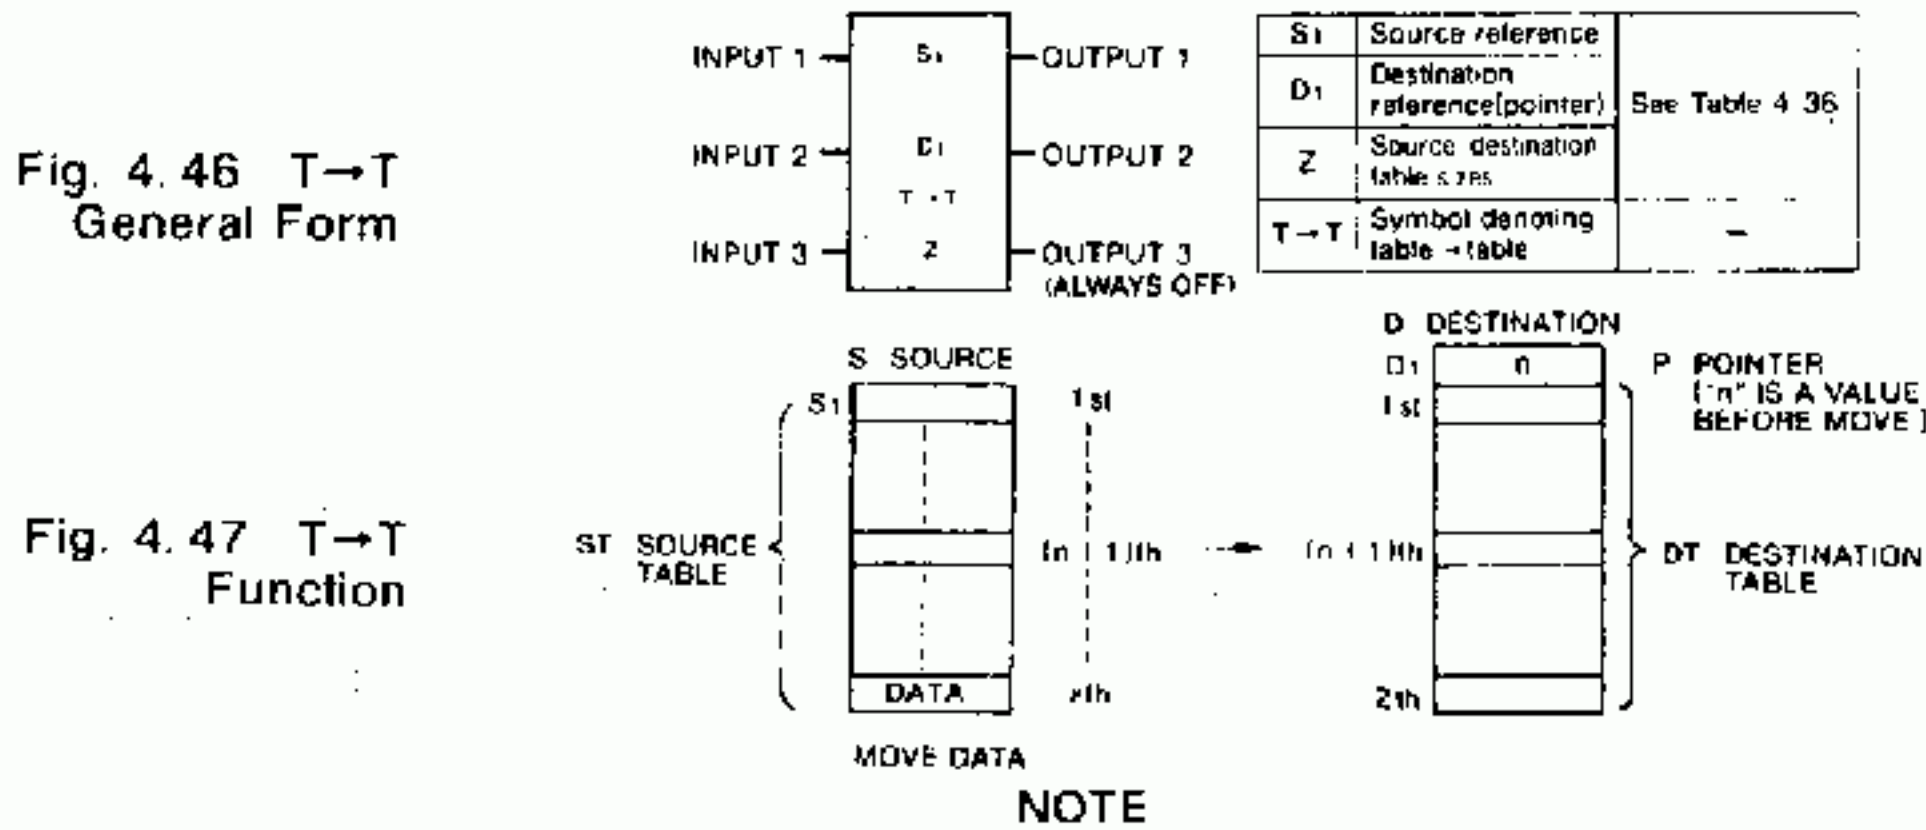 Fig. 4.46 T→T
General Form
INPUT 1
S1
OUTPUT 1
INPUT 2
D1
OUTPUT 2
T→T
INPUT 3
Z
OUTPUT 3
(ALWAYS OFF)
S1 Source reference
D1 Destination
reference(pointer)
See Table 4 36
Z Source destination
table sizes
T→T Symbol denoting
table→table
—
Fig. 4.47 T→T
Function
S SOURCE
S1
1st
ST SOURCE
TABLE
(n+1)th
DATA
zth
MOVE DATA
D DESTINATION
D1
n
P POINTER
("n" IS A VALUE
BEFORE MOVE)
1st
(n+1)th
DT DESTINATION
TABLE
Zth
NOTE